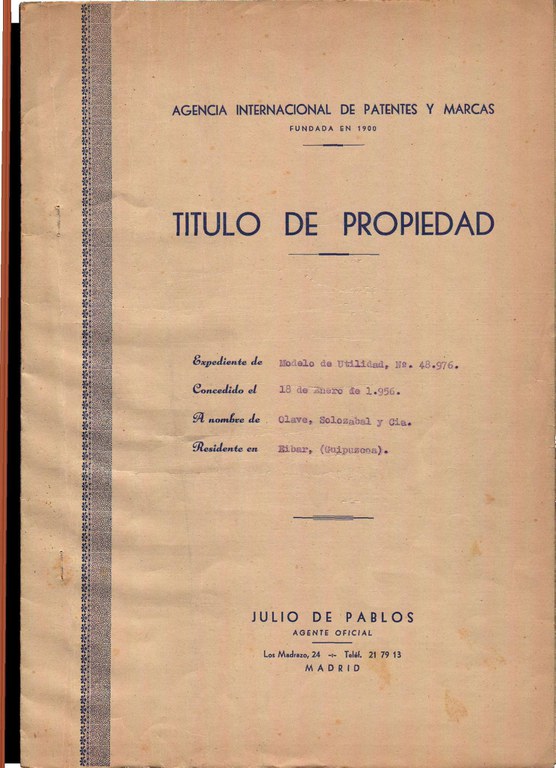 AGENCIA INTERNACIONAL DE PATENTES Y MARCAS
FUNDADA EN 1900
TITULO DE PROPIEDAD
Expediente de Modelo de Utilidad, Nº. 48.976.
Concedido el 18 de Enero de 1.956.
A nombre de Olave, Solozabal y Cia.
Residente en Eibar, (Guipuzcoa).
JULIO DE PABLOS
AGENTE OFICIAL
Los Madrazo, 24 -:- Teléf. 21 79 13
MADRID